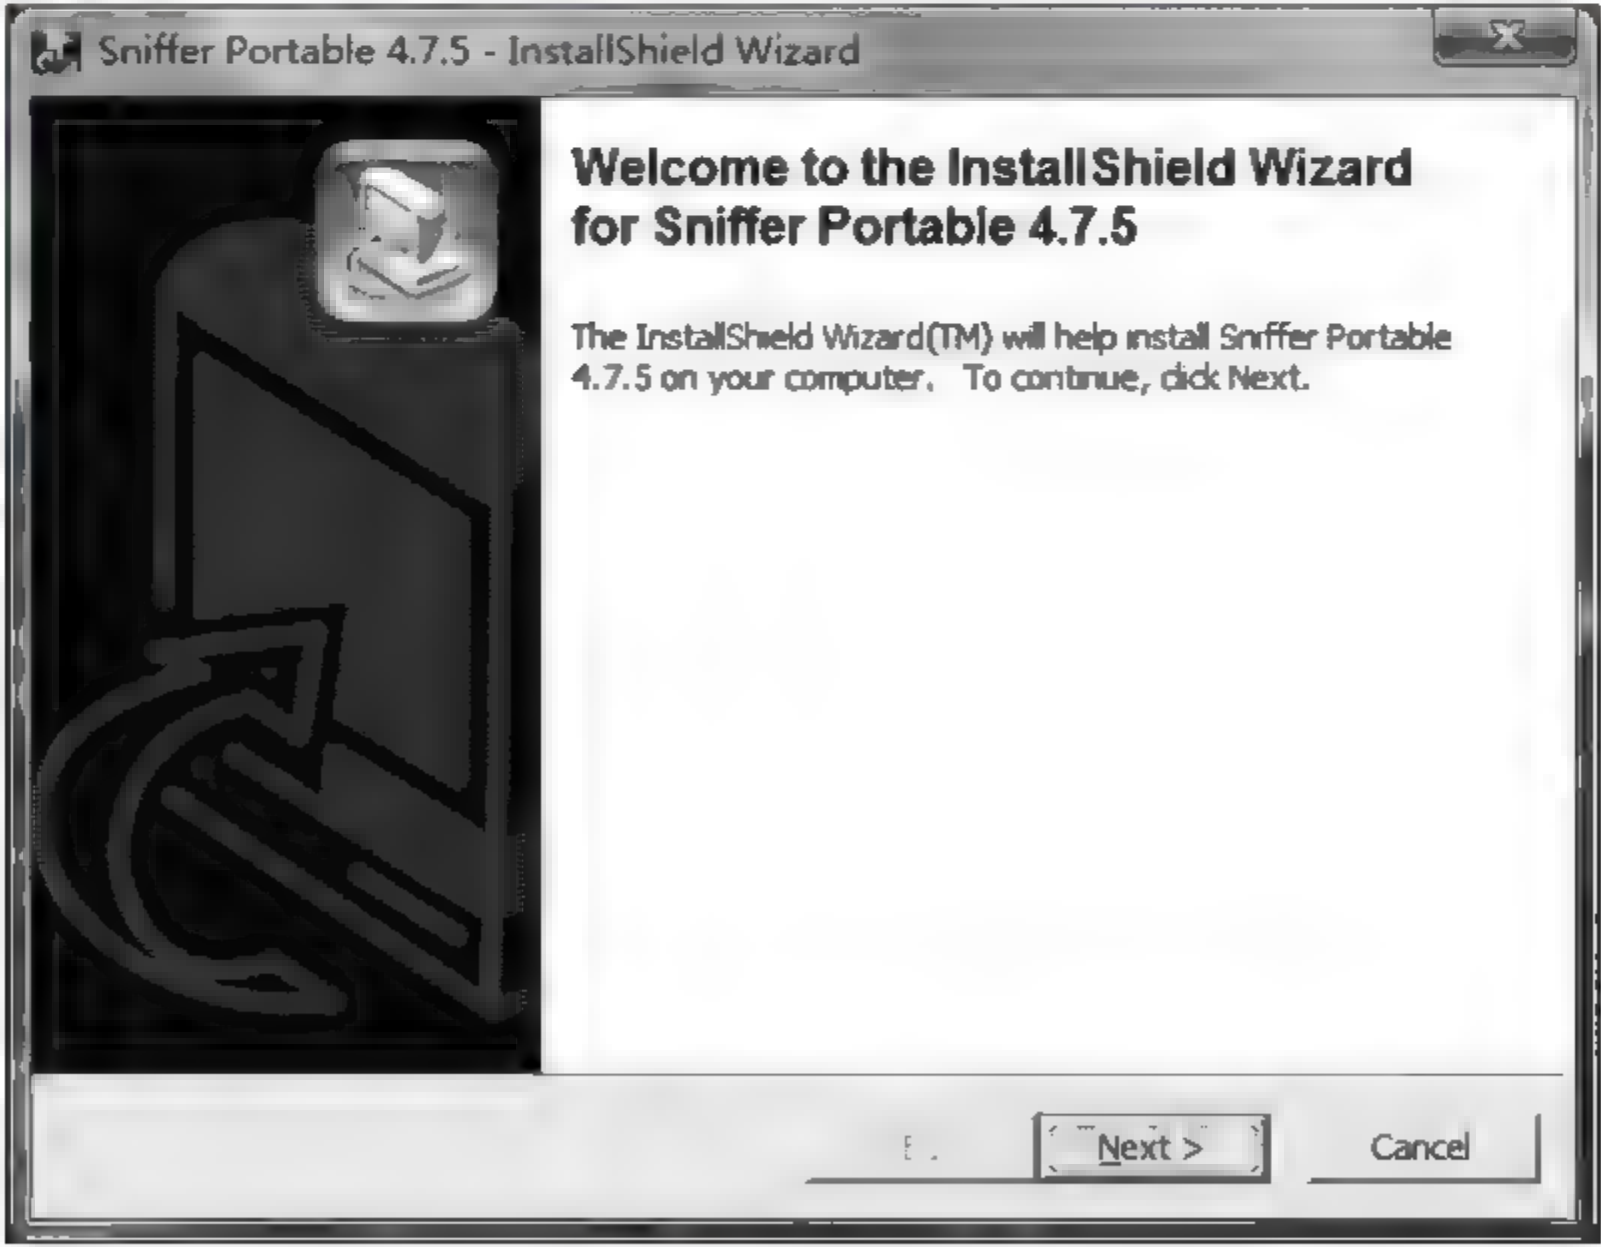 Sniffer Portable 4.7.5 - InstallShield Wizard
Welcome to the InstallShield Wizard
for Sniffer Portable 4.7.5
The InstallShield Wizard(TM) will help install Sniffer Portable
4.7.5 on your computer. To continue, click Next.
Next >
Cancel